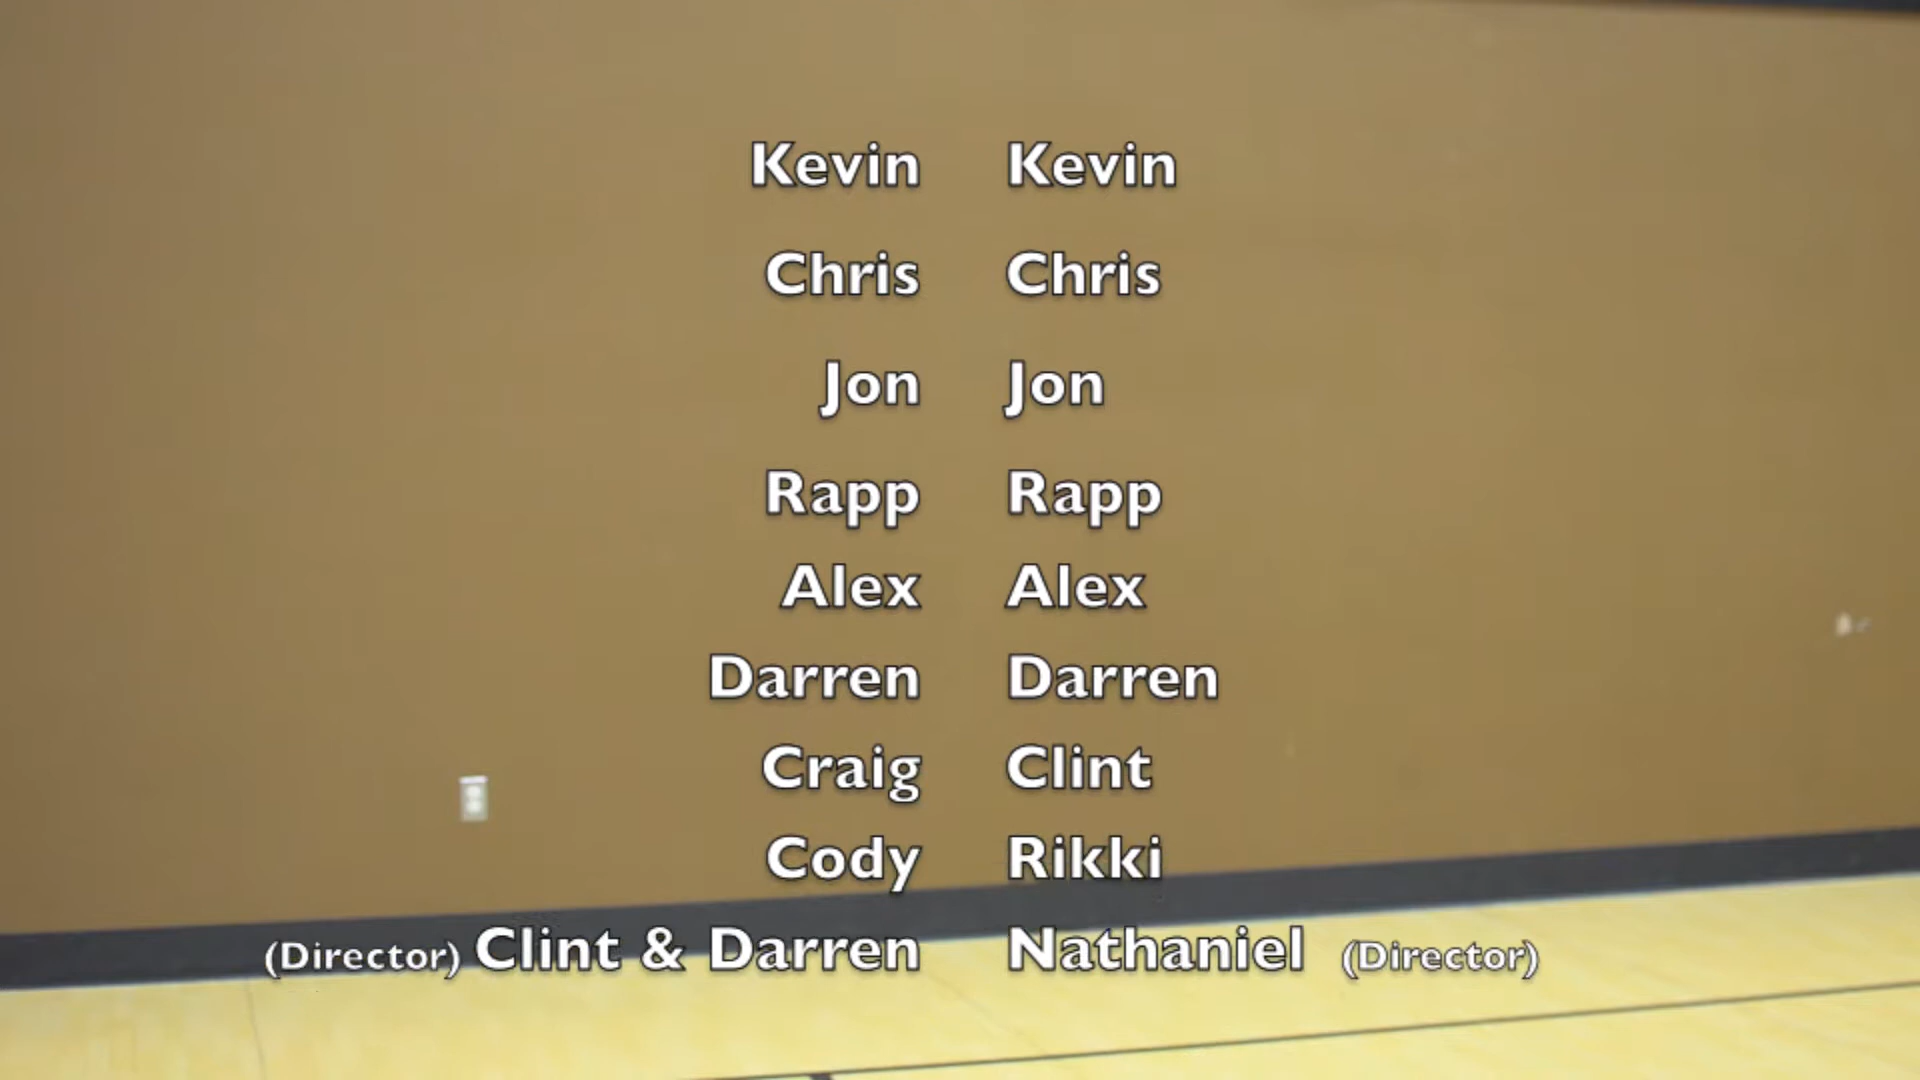 Kevin Kevin
Chris Chris
Jon Jon
Rapp Rapp
Alex Alex
Darren Darren
Craig Clint
Cody Rikki
(Director) Clint & Darren Nathaniel (Director)